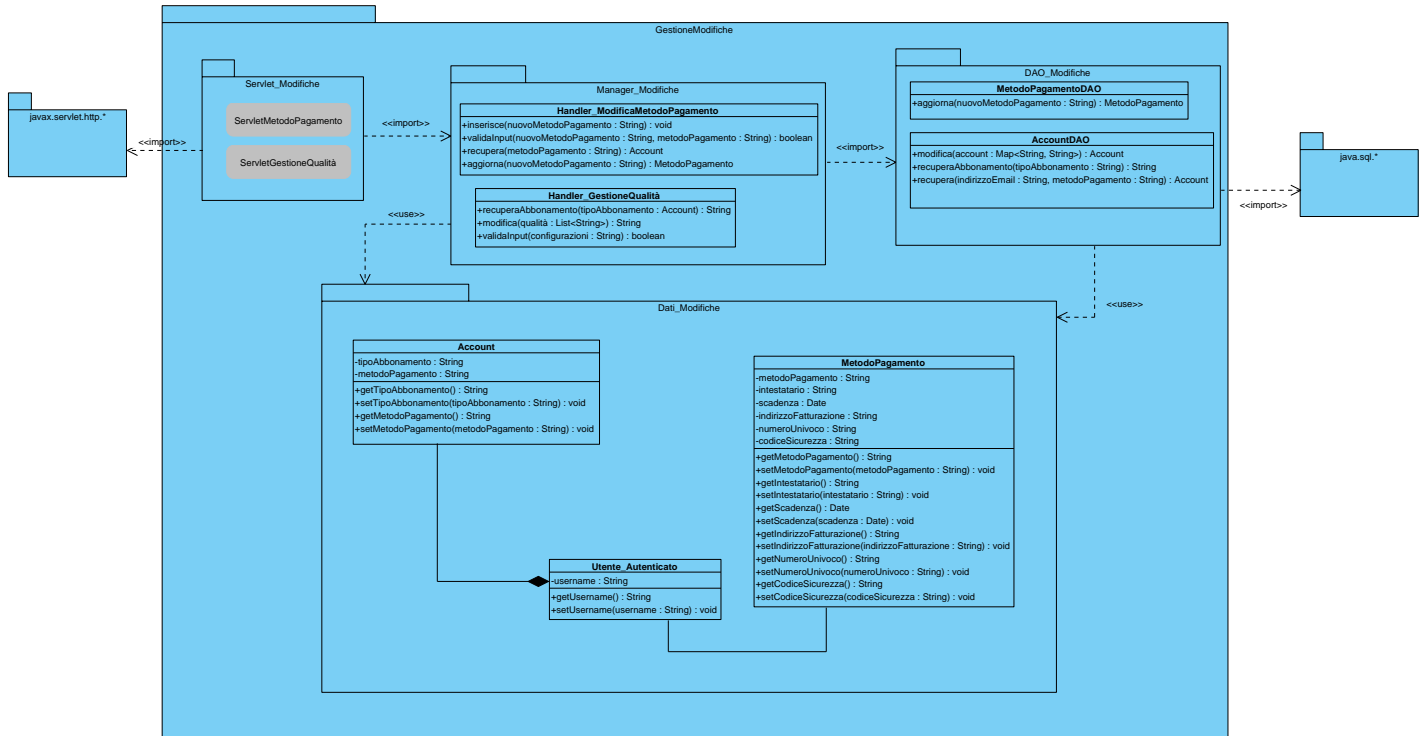 GestioneModifiche
javax.servlet.http.*
<<import>>
Servlet_Modifiche
ServletMetodoPagamento
ServletGestioneQualità
<<import>>
Manager_Modifiche
Handler_ModificaMetodoPagamento
+inserisce(nuovoMetodoPagamento : String) : void
+validaInput(nuovoMetodoPagamento : String, metodoPagamento : String) : boolean
+recupera(metodoPagamento : String) : Account
+aggiorna(nuovoMetodoPagamento : String) : MetodoPagamento
Handler_GestioneQualità
+recuperaAbbonamento(tipoAbbonamento : Account) : String
+modifica(qualità : List<String>) : String
+validaInput(configurazioni : String) : boolean
<<import>>
DAO_Modifiche
MetodoPagamentoDAO
+aggiorna(nuovoMetodoPagamento : String) : MetodoPagamento
AccountDAO
+modifica(account : Map<String, String>) : Account
+recuperaAbbonamento(tipoAbbonamento : String) : String
+recupera(indirizzoEmail : String, metodoPagamento : String) : Account
<<import>>
java.sql.*
<<use>>
<<use>>
Dati_Modifiche
Account
-tipoAbbonamento : String
-metodoPagamento : String
+getTipoAbbonamento() : String
+setTipoAbbonamento(tipoAbbonamento : String) : void
+getMetodoPagamento() : String
+setMetodoPagamento(metodoPagamento : String) : void
MetodoPagamento
-metodoPagamento : String
-intestatario : String
-scadenza : Date
-indirizzoFatturazione : String
-numeroUnivoco : String
-codiceSicurezza : String
+getMetodoPagamento() : String
+setMetodoPagamento(metodoPagamento : String) : void
+getIntestatario() : String
+setIntestatario(intestatario : String) : void
+getScadenza() : Date
+setScadenza(scadenza : Date) : void
+getIndirizzoFatturazione() : String
+setIndirizzoFatturazione(indirizzoFatturazione : String) : void
+getNumeroUnivoco() : String
+setNumeroUnivoco(numeroUnivoco : String) : void
+getCodiceSicurezza() : String
+setCodiceSicurezza(codiceSicurezza : String) : void
Utente_Autenticato
-username : String
+getUsername() : String
+setUsername(username : String) : void